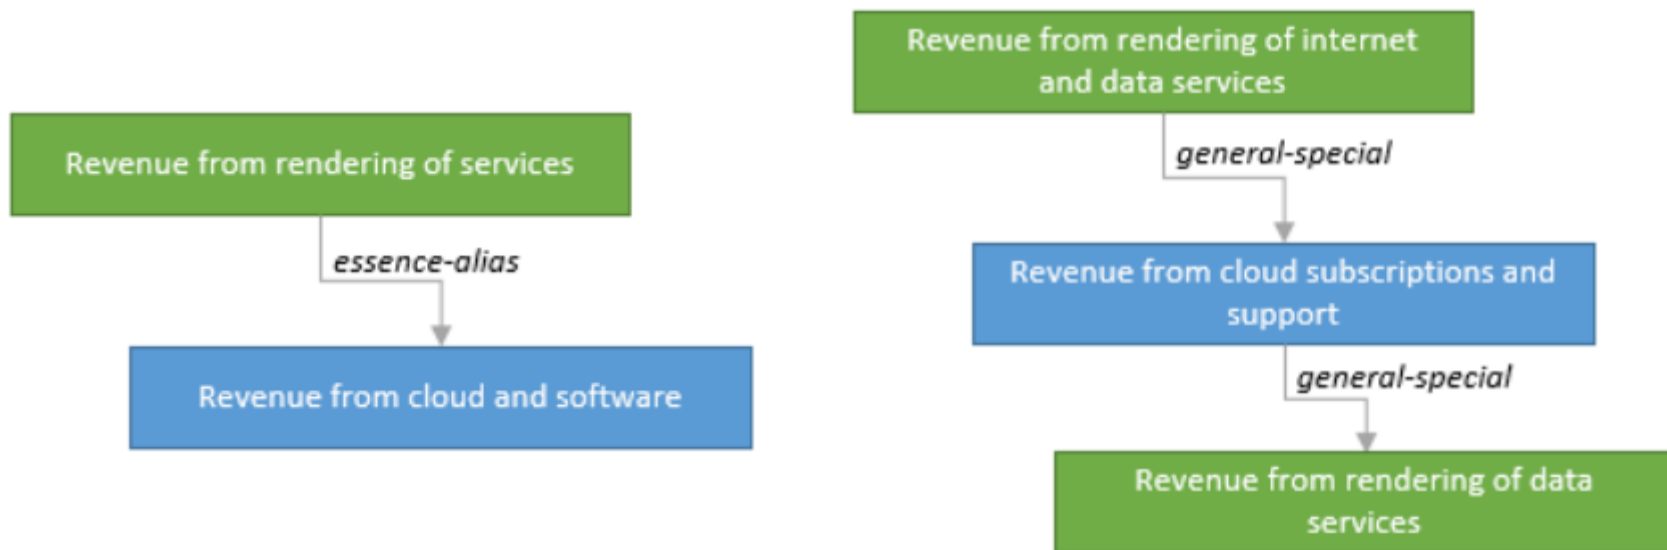 Revenue from rendering of services
essence-alias
Revenue from cloud and software
Revenue from rendering of internet
and data services
general-special
Revenue from cloud subscriptions and
support
general-special
Revenue from rendering of data
services